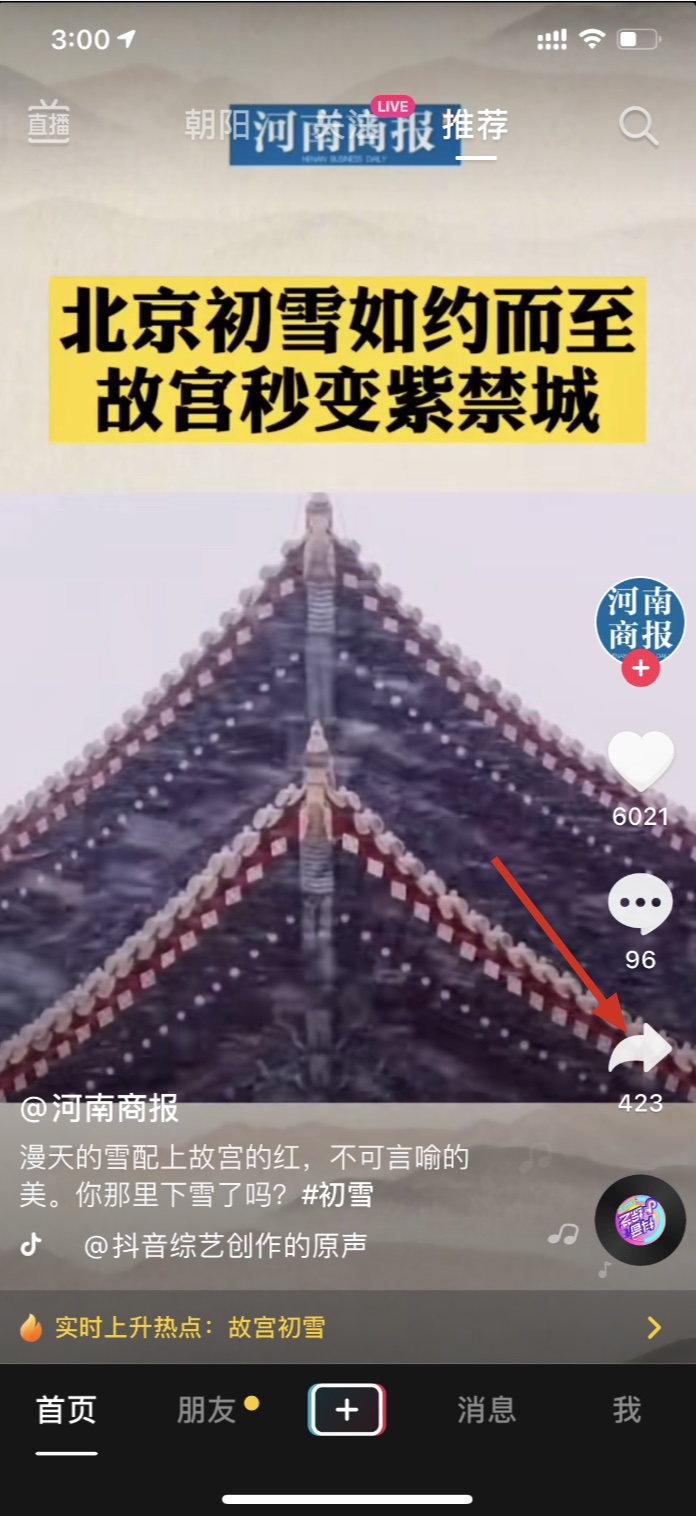 3:00
直播
朝阳
LIVE
推荐
河南商报
HENAN BUSINESS DAILY
北京初雪如约而至
故宫秒变紫禁城
河南
商报
6021
96
423
@河南商报
漫天的雪配上故宫的红，不可言喻的
美。你那里下雪了吗？#初雪
@抖音综艺创作的原声
实时上升热点：故宫初雪
首页
朋友
消息
我